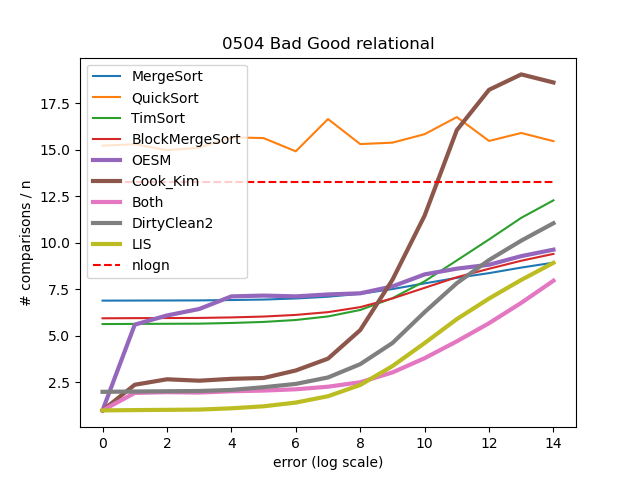 0504 Bad Good relational
MergeSort
QuickSort
TimSort
BlockMergeSort
OESM
Cook_Kim
Both
DirtyClean2
LIS
nlogn
# comparisons / n
17.5
15.0
12.5
10.0
7.5
5.0
2.5
0 2 4 6 8 10 12 14
error (log scale)